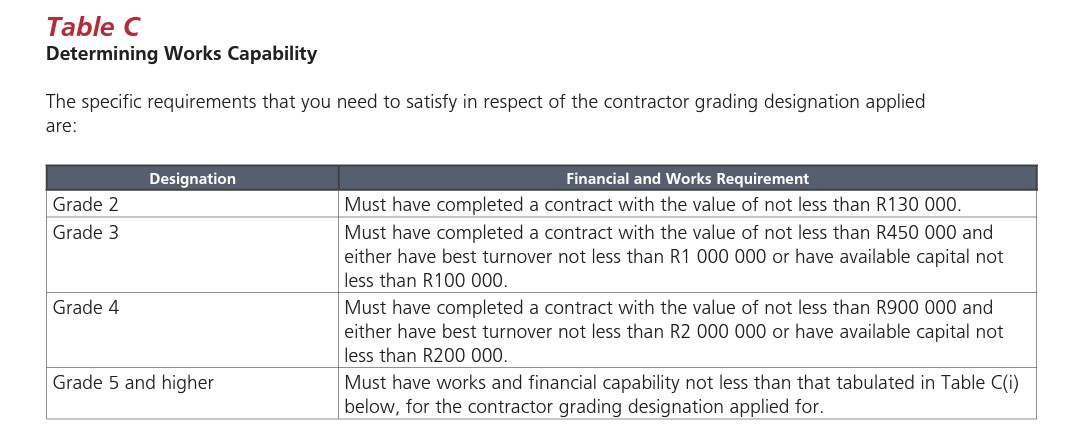 Table C
Determining Works Capability
The specific requirements that you need to satisfy in respect of the contractor grading designation applied
are:
Designation
Financial and Works Requirement
Grade 2
Must have completed a contract with the value of not less than R130 000.
Grade 3
Must have completed a contract with the value of not less than R450 000 and
either have best turnover not less than R1 000 000 or have available capital not
less than R100 000.
Grade 4
Must have completed a contract with the value of not less than R900 000 and
either have best turnover not less than R2 000 000 or have available capital not
less than R200 000.
Grade 5 and higher
Must have works and financial capability not less than that tabulated in Table C(i)
below, for the contractor grading designation applied for.